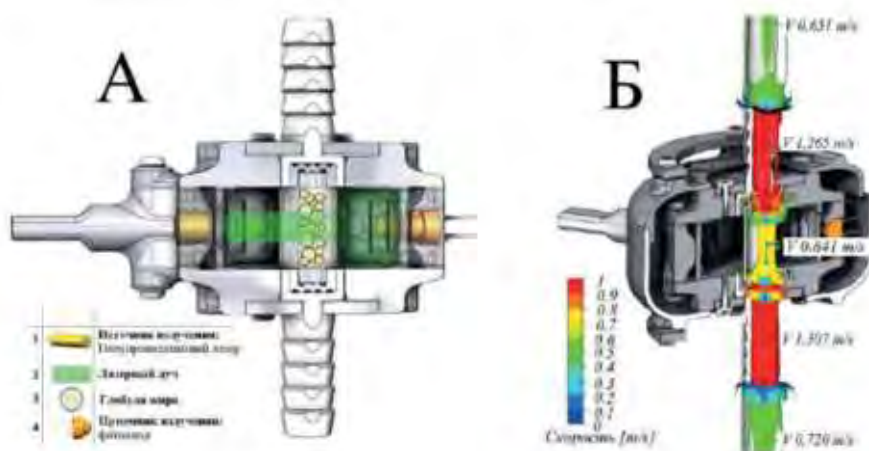 А
1 Источник излучения:
Полупроводниковый лазер
2 Лазерный луч
3 Глобула жира
4 Приемник излучения:
фотодиод
Б
V 0,651 m/s
V 1,265 m/s
V 0,641 m/s
V 1,307 m/s
V 0,720 m/s
1
0.9
0.8
0.7
0.6
0.5
0.4
0.3
0.2
0.1
0
Скорость [m/s]